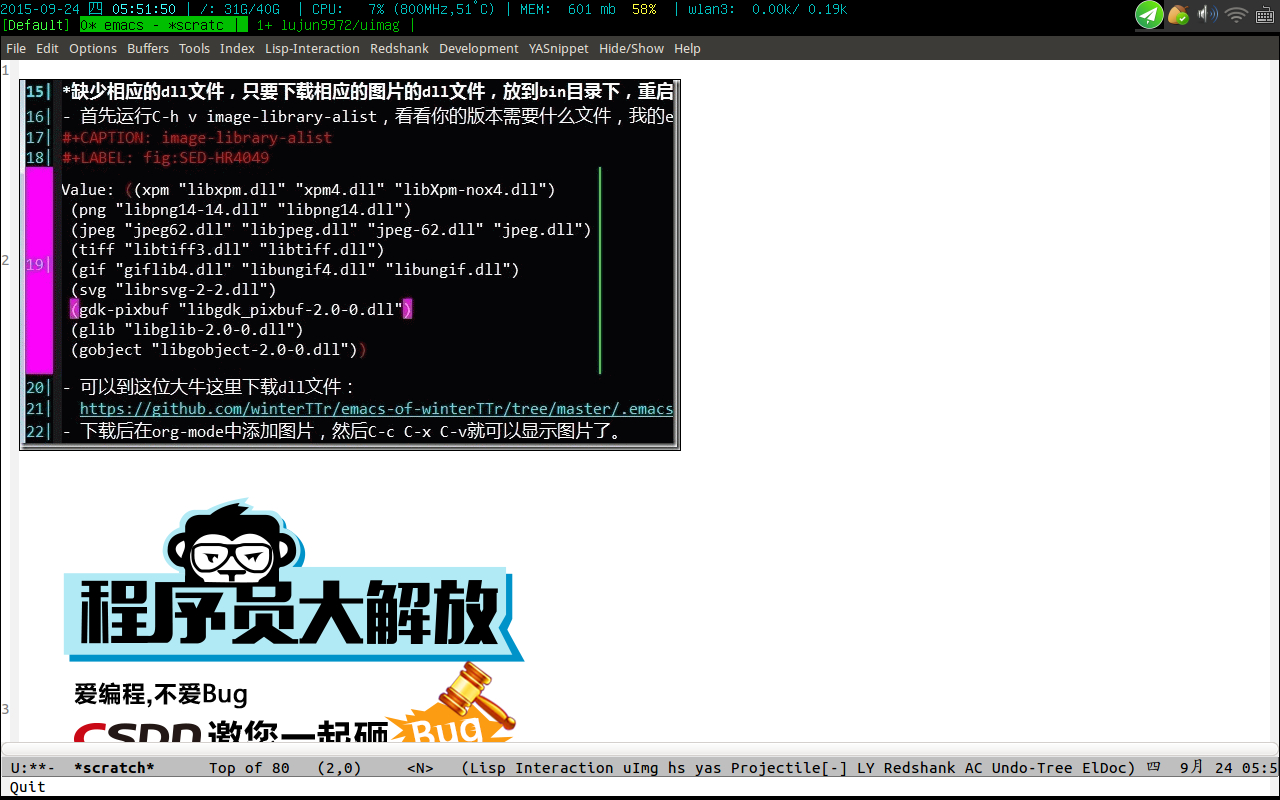 2015-09-24 四 05:51:50 | /: 31G/40G | CPU: 7% (800MHz,51°C) | MEM: 601 mb 58% | wlan3: 0.00k/ 0.19k
[Default] 0* emacs - *scratc | 1+ lujun9972/uimag |
File Edit Options Buffers Tools Index Lisp-Interaction Redshank Development YASnippet Hide/Show Help
1
15| *缺少相应的dll文件，只要下载相应的图片的dll文件，放到bin目录下，重启
16| - 首先运行C-h v image-library-alist，看看你的版本需要什么文件，我的e
17| #+CAPTION: image-library-alist
18| #+LABEL: fig:SED-HR4049
Value: ((xpm "libxpm.dll" "xpm4.dll" "libXpm-nox4.dll")
(png "libpng14-14.dll" "libpng14.dll")
(jpeg "jpeg62.dll" "libjpeg.dll" "jpeg-62.dll" "jpeg.dll")
(tiff "libtiff3.dll" "libtiff.dll")
2
19| (gif "giflib4.dll" "libungif4.dll" "libungif.dll")
(svg "librsvg-2-2.dll")
(gdk-pixbuf "libgdk_pixbuf-2.0-0.dll")
(glib "libglib-2.0-0.dll")
(gobject "libgobject-2.0-0.dll"))
20| - 可以到这位大牛这里下载dll文件：
21| https://github.com/winterTTr/emacs-of-winterTTr/tree/master/.emacs
22| - 下载后在org-mode中添加图片，然后C-c C-x C-v就可以显示图片了。
程序员大解放
爱编程,不爱Bug
3
CSDN邀您一起砸 Bug
U:**- *scratch* Top of 80 (2,0) <N> (Lisp Interaction uImg hs yas Projectile[-] LY Redshank AC Undo-Tree ElDoc) 四 9月 24 05:5
Quit